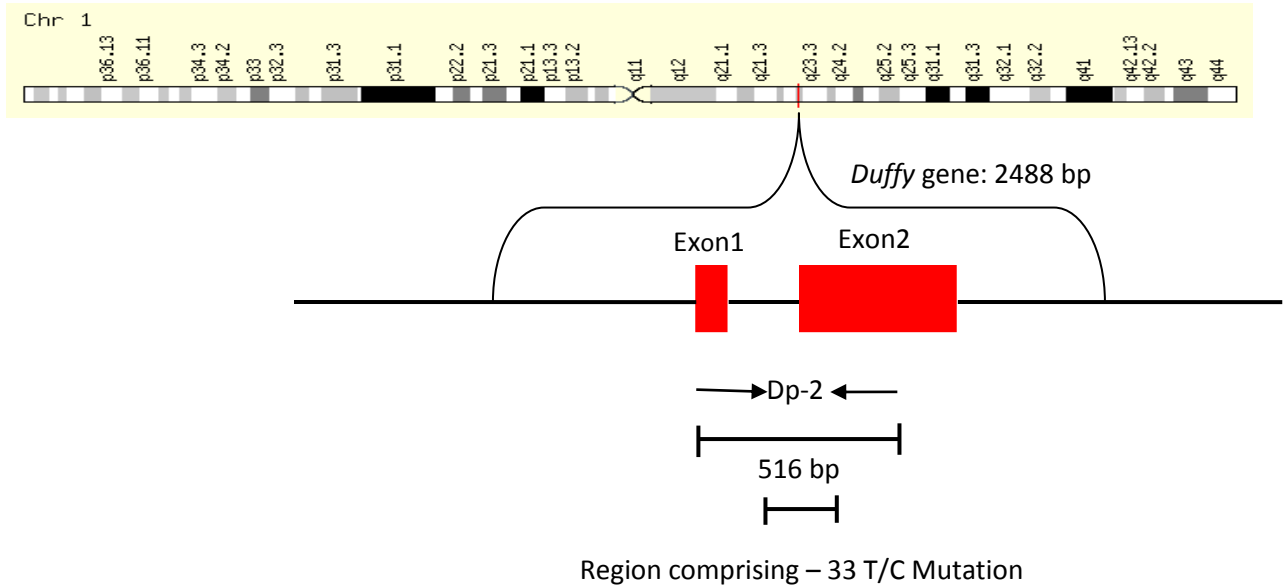 Chr 1
p36.13 p36.11 p34.3 p34.2 p33 p32.3 p31.3 p31.1 p22.2 p21.3 p21.1 p13.3 p13.2 q11 q12 q21.1 q21.3 q23.3 q24.2 q25.2 q25.3 q31.1 q31.3 q32.1 q32.2 q41 q42.13 q42.2 q43 q44
Duffy gene: 2488 bp
Exon1 Exon2
Dp-2
516 bp
Region comprising – 33 T/C Mutation